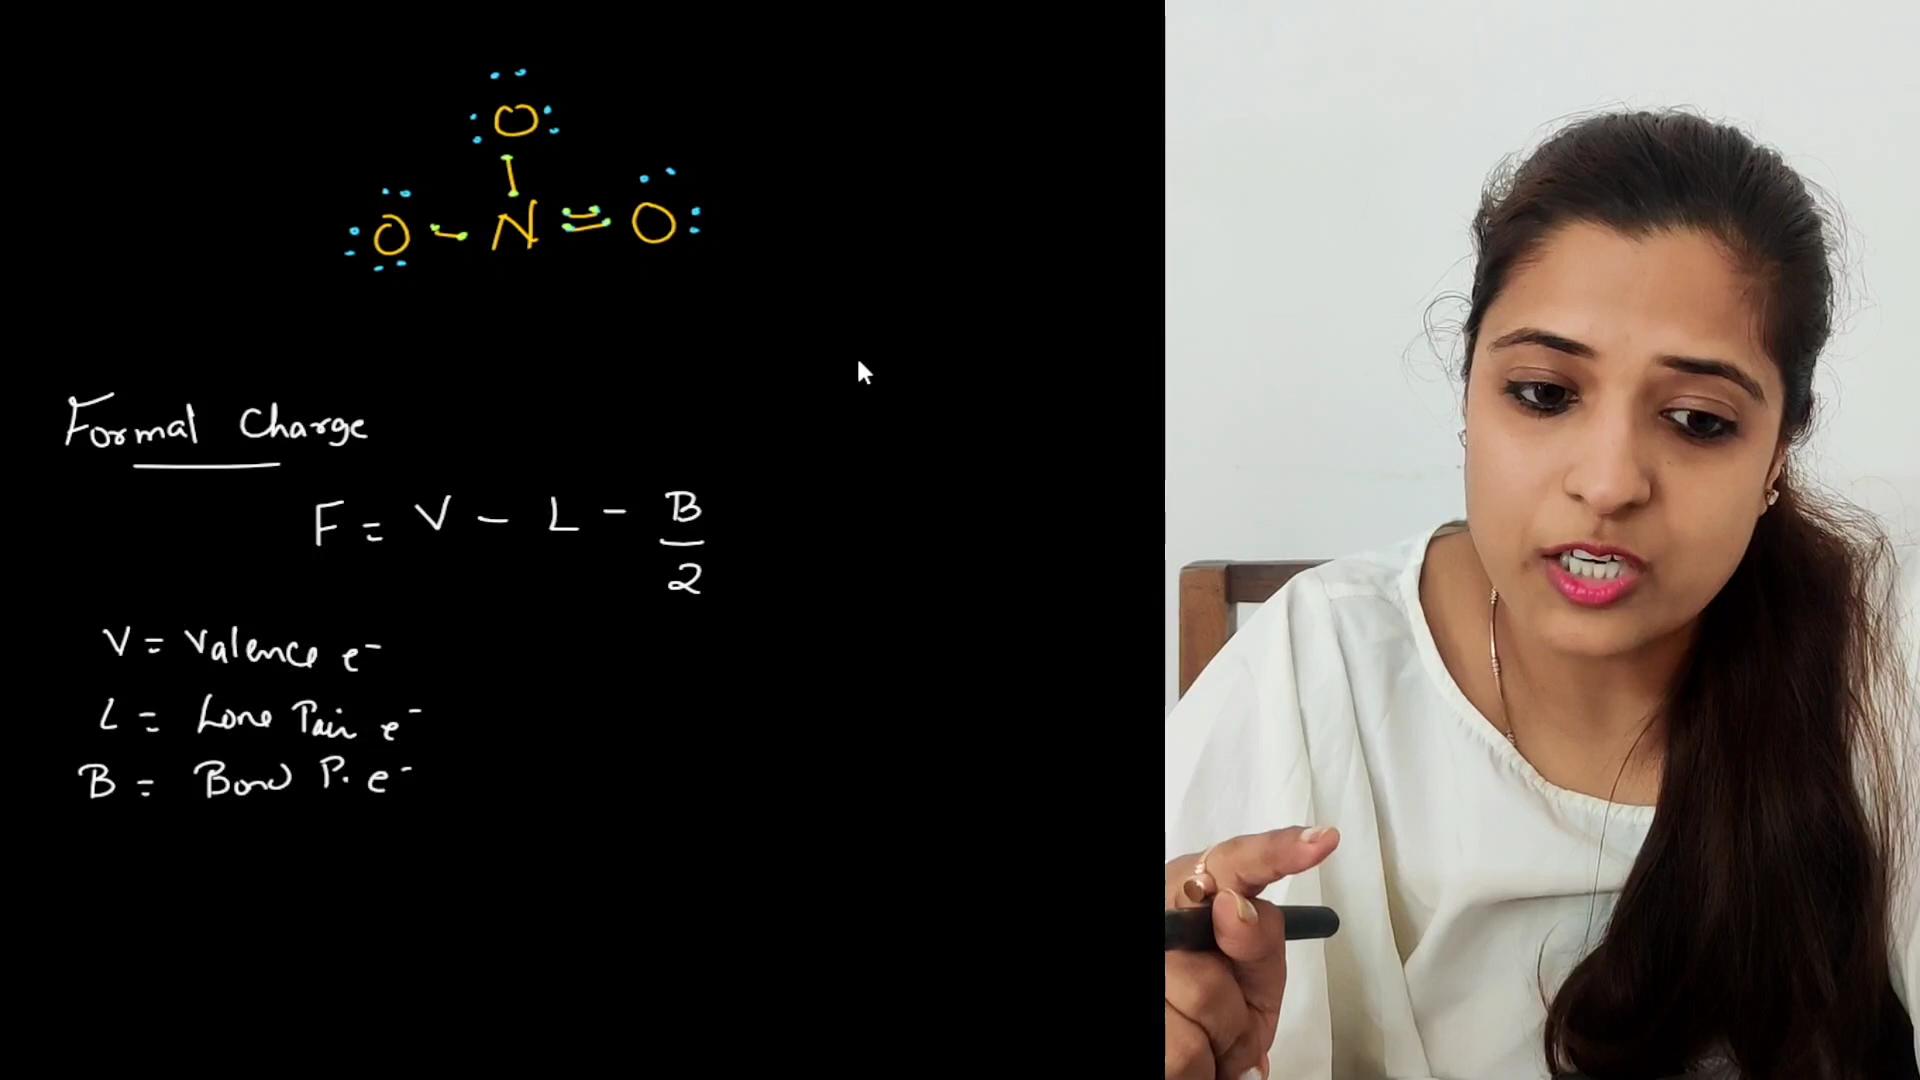 O
O - N = O
Formal Charge
F = V - L - B/2
V = Valence e-
L = Lone Pair e-
B = Bond P. e-